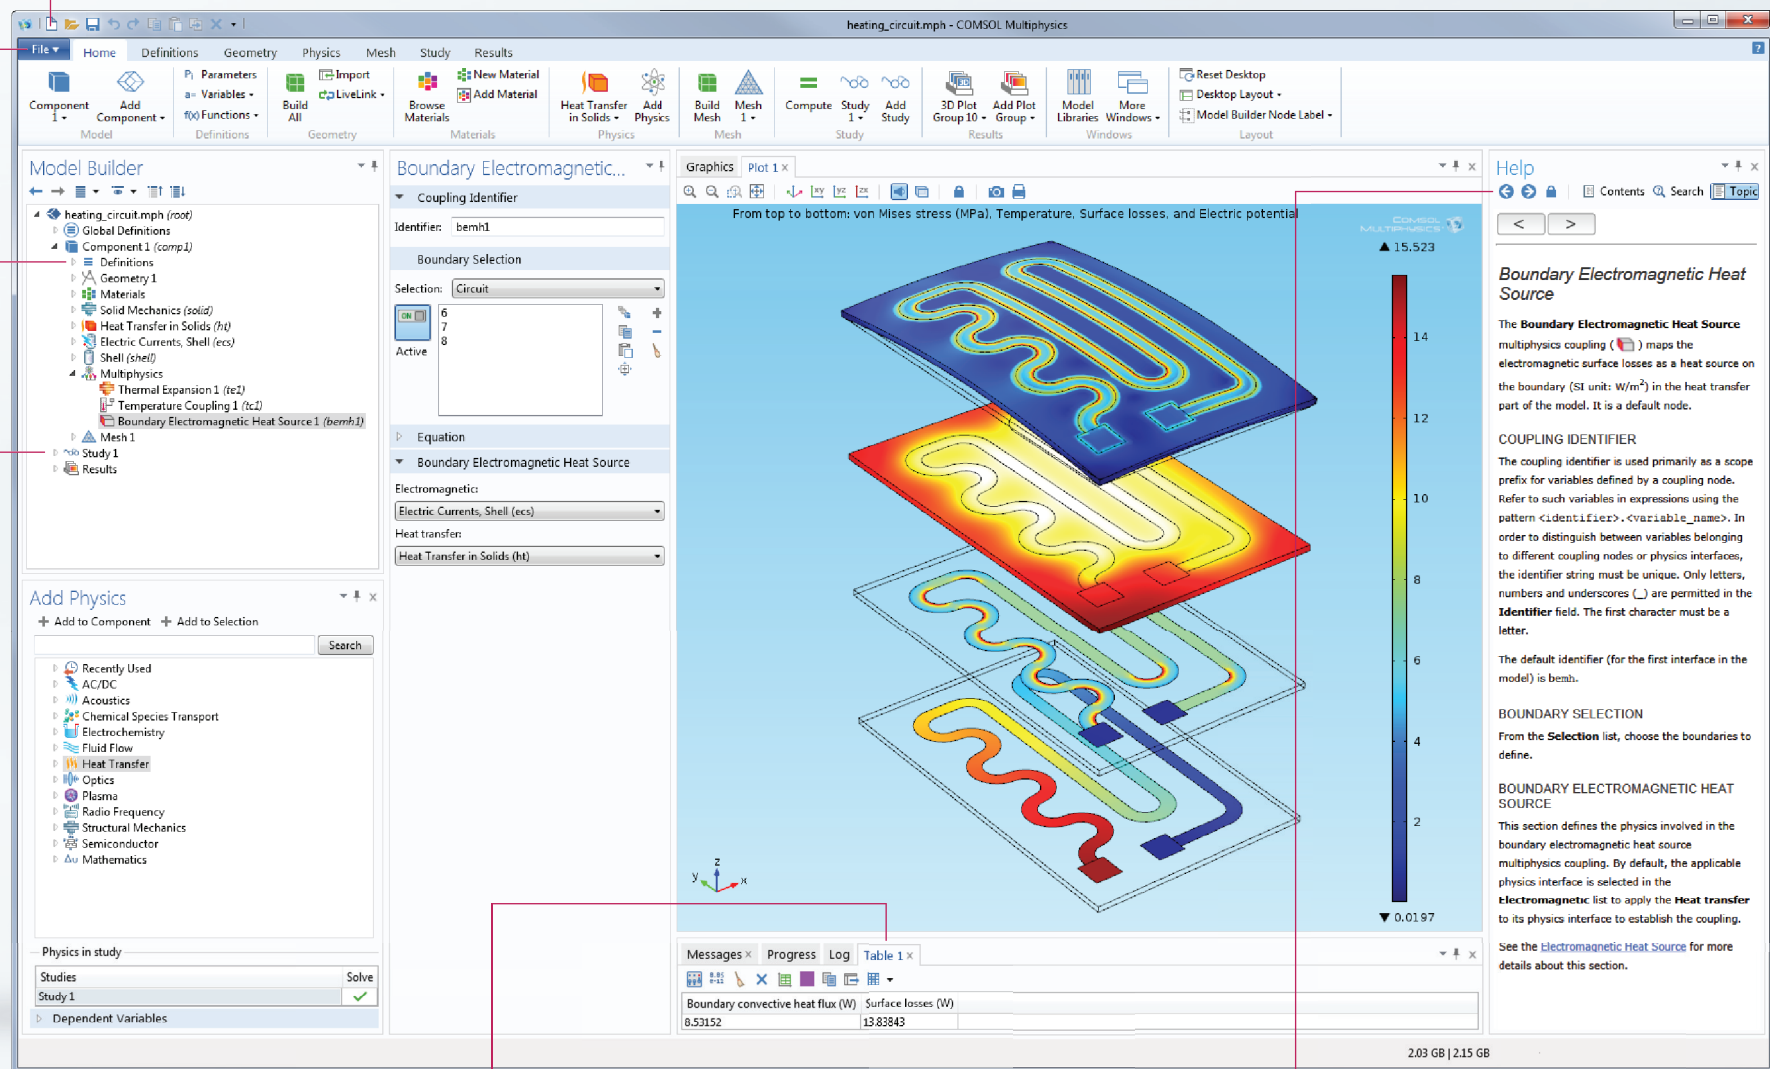 heating_circuit.mph - COMSOL Multiphysics
File
Home
Definitions
Geometry
Physics
Mesh
Study
Results
Component 1
Add Component
Model
Pi Parameters
a= Variables
f(x) Functions
Definitions
Build All
Import
LiveLink
Geometry
Browse Materials
New Material
Add Material
Materials
Heat Transfer in Solids
Add Physics
Physics
Build Mesh
Mesh 1
Mesh
Compute
Study 1
Add Study
Study
3D Plot Group 10
Add Plot Group
Results
Model Libraries
More Windows
Windows
Reset Desktop
Desktop Layout
Model Builder Node Label
Layout
Model Builder
heating_circuit.mph (root)
Global Definitions
Component 1 (comp1)
Definitions
Geometry 1
Materials
Solid Mechanics (solid)
Heat Transfer in Solids (ht)
Electric Currents, Shell (ecs)
Shell (shell)
Multiphysics
Thermal Expansion 1 (te1)
Temperature Coupling 1 (tc1)
Boundary Electromagnetic Heat Source 1 (bemh1)
Mesh 1
Study 1
Results
Add Physics
Add to Component
Add to Selection
Search
Recently Used
AC/DC
Acoustics
Chemical Species Transport
Electrochemistry
Fluid Flow
Heat Transfer
Optics
Plasma
Radio Frequency
Structural Mechanics
Semiconductor
Δu Mathematics
Physics in study
Studies Solve
Study 1
Dependent Variables
Boundary Electromagnetic...
Coupling Identifier
Identifier: bemh1
Boundary Selection
Selection: Circuit
ON
Active
6
7
8
Equation
Boundary Electromagnetic Heat Source
Electromagnetic:
Electric Currents, Shell (ecs)
Heat transfer:
Heat Transfer in Solids (ht)
Graphics
Plot 1
xy
yz
zx
From top to bottom: von Mises stress (MPa), Temperature, Surface losses, and Electric potential
COMSOL
MULTIPHYSICS
15.523
14
12
10
8
6
4
2
0.0197
z
y
x
Messages
Progress
Log
Table 1
Boundary convective heat flux (W) Surface losses (W)
8.53152 13.83843
Help
Contents
Search
Topic
<
>
Boundary Electromagnetic Heat
Source
The Boundary Electromagnetic Heat Source
multiphysics coupling ( ) maps the
electromagnetic surface losses as a heat source on
the boundary (SI unit: W/m²) in the heat transfer
part of the model. It is a default node.
COUPLING IDENTIFIER
The coupling identifier is used primarily as a scope
prefix for variables defined by a coupling node.
Refer to such variables in expressions using the
pattern <identifier>.<variable_name>. In
order to distinguish between variables belonging
to different coupling nodes or physics interfaces,
the identifier string must be unique. Only letters,
numbers and underscores (_) are permitted in the
Identifier field. The first character must be a
letter.
The default identifier (for the first interface in the
model) is bemh.
BOUNDARY SELECTION
From the Selection list, choose the boundaries to
define.
BOUNDARY ELECTROMAGNETIC HEAT
SOURCE
This section defines the physics involved in the
boundary electromagnetic heat source
multiphysics coupling. By default, the applicable
physics interface is selected in the
Electromagnetic list to apply the Heat transfer
to its physics interface to establish the coupling.
See the Electromagnetic Heat Source for more
details about this section.
2.03 GB | 2.15 GB